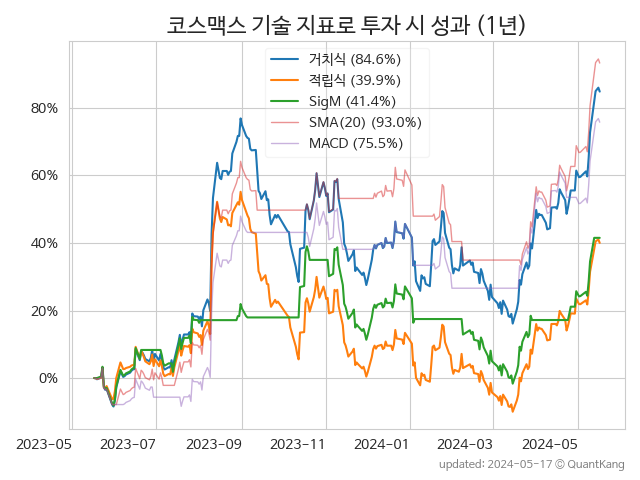 코스맥스 기술 지표로 투자 시 성과 (1년)
거치식 (84.6%)
적립식 (39.9%)
SigM (41.4%)
SMA(20) (93.0%)
MACD (75.5%)
80%
60%
40%
20%
0%
2023-05 2023-07 2023-09 2023-11 2024-01 2024-03 2024-05
updated: 2024-05-17 © QuantKang